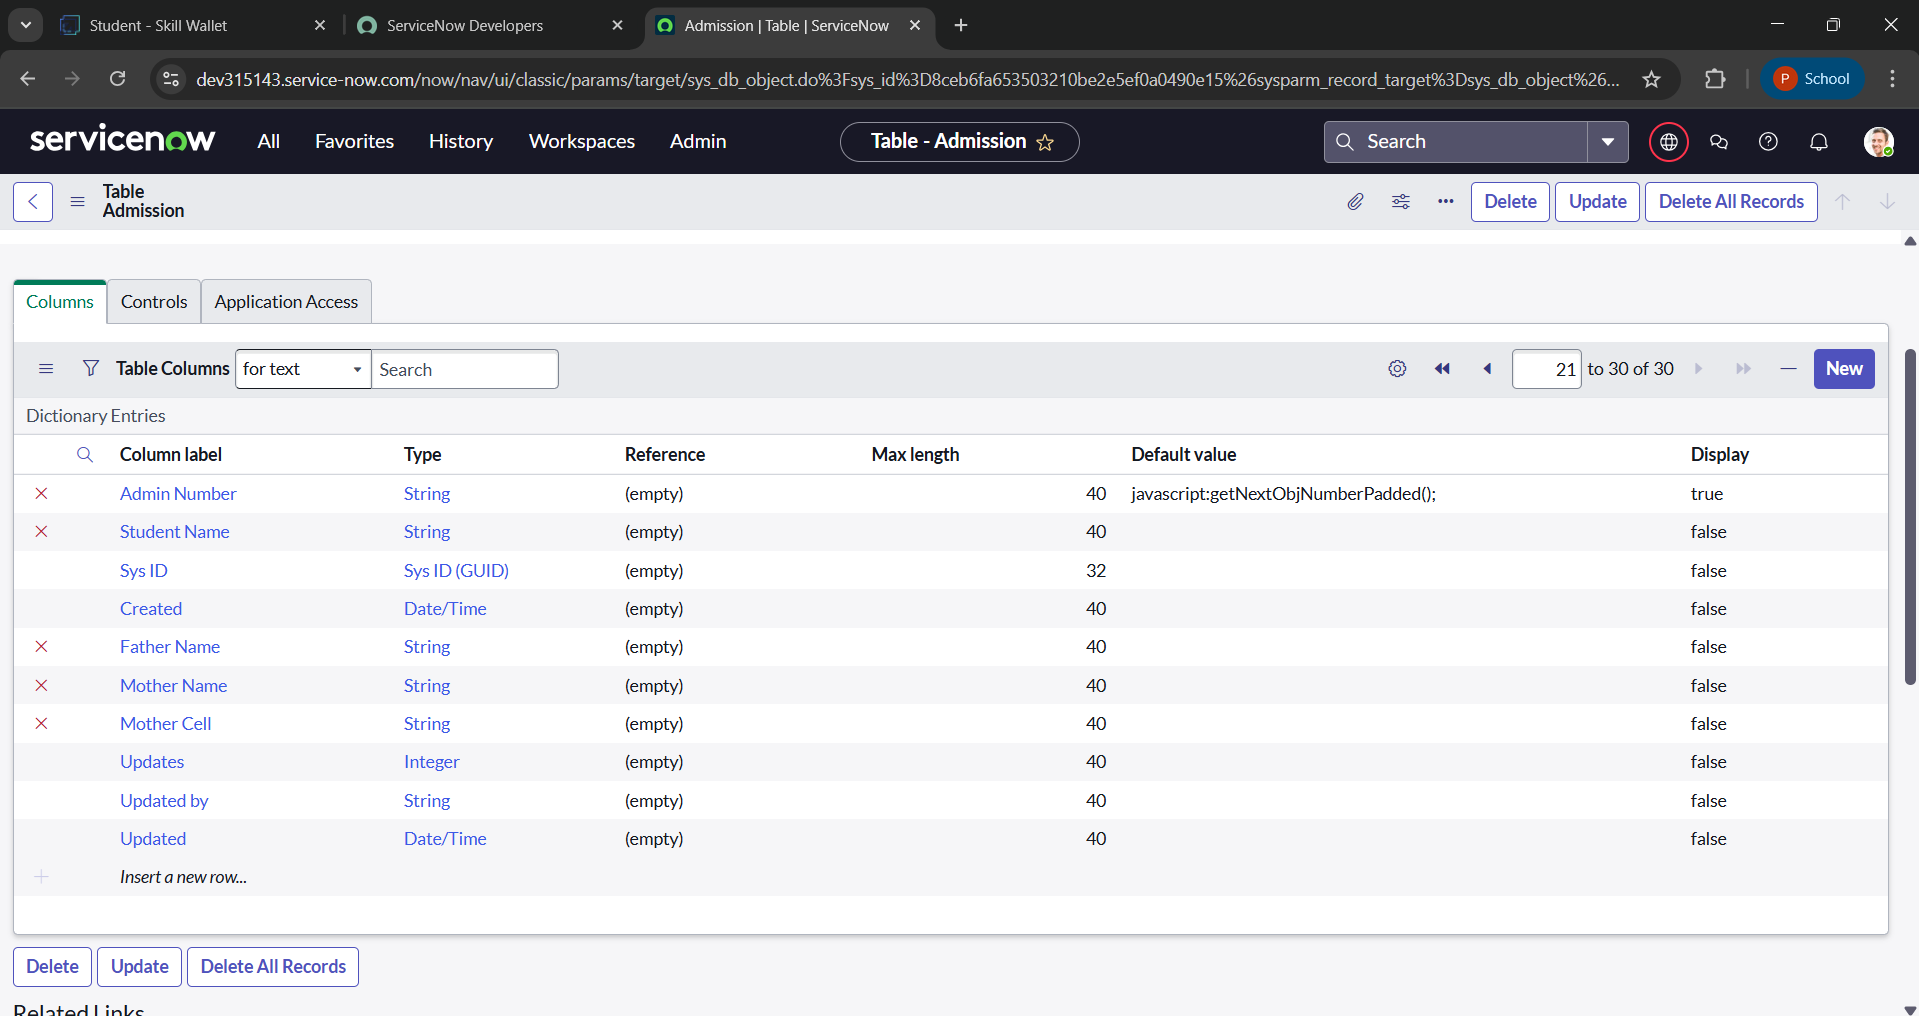 Student - Skill Wallet
ServiceNow Developers
Admission | Table | ServiceNow
dev315143.service-now.com/now/nav/ui/classic/params/target/sys_db_object.do%3Fsys_id%3D8ceb6fa653503210be2e5ef0a0490e15%26sysparm_record_target%3Dsys_db_object%26...
P School
servicenow All Favorites History Workspaces Admin Table - Admission Search
Table
Admission
Delete Update Delete All Records
Columns Controls Application Access
Table Columns for text Search 21 to 30 of 30 New
Dictionary Entries
Column label Type Reference Max length Default value Display
Admin Number String (empty) 40 javascript:getNextObjNumberPadded(); true
Student Name String (empty) 40 false
Sys ID Sys ID (GUID) (empty) 32 false
Created Date/Time (empty) 40 false
Father Name String (empty) 40 false
Mother Name String (empty) 40 false
Mother Cell String (empty) 40 false
Updates Integer (empty) 40 false
Updated by String (empty) 40 false
Updated Date/Time (empty) 40 false
Insert a new row...
Delete Update Delete All Records
Related Links